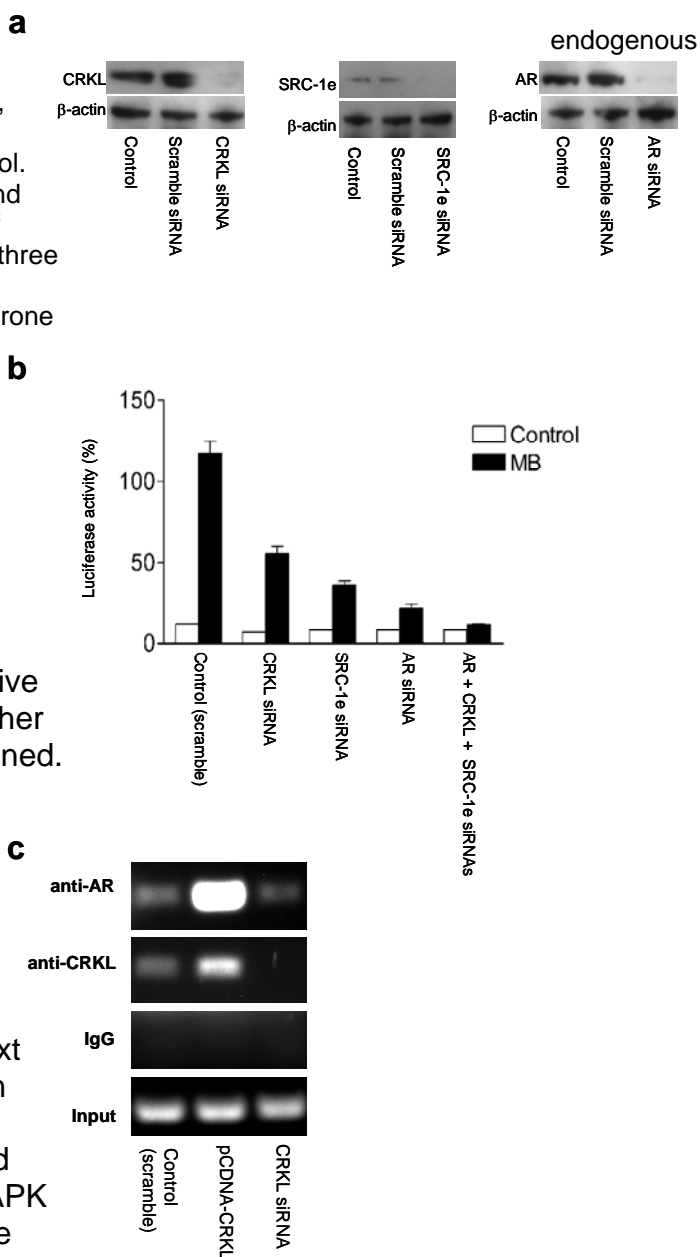 a
endogenous
CRKL
β-actin
Control
Scramble siRNA
CRKL siRNA
SRC-1e
β-actin
Control
Scramble siRNA
SRC-1e siRNA
AR
β-actin
Control
Scramble siRNA
AR siRNA
,
ol.
nd
three
rone
b
150
100
50
0
Luciferase activity (%)
Control
MB
Control (scramble)
CRKL siRNA
SRC-1e siRNA
AR siRNA
AR + CRKL + SRC-1e siRNAs
ive
her
ned.
c
anti-AR
anti-CRKL
IgG
Input
Control
(scramble)
pCDNA-CRKL
CRKL siRNA
xt
n
d
APK
e